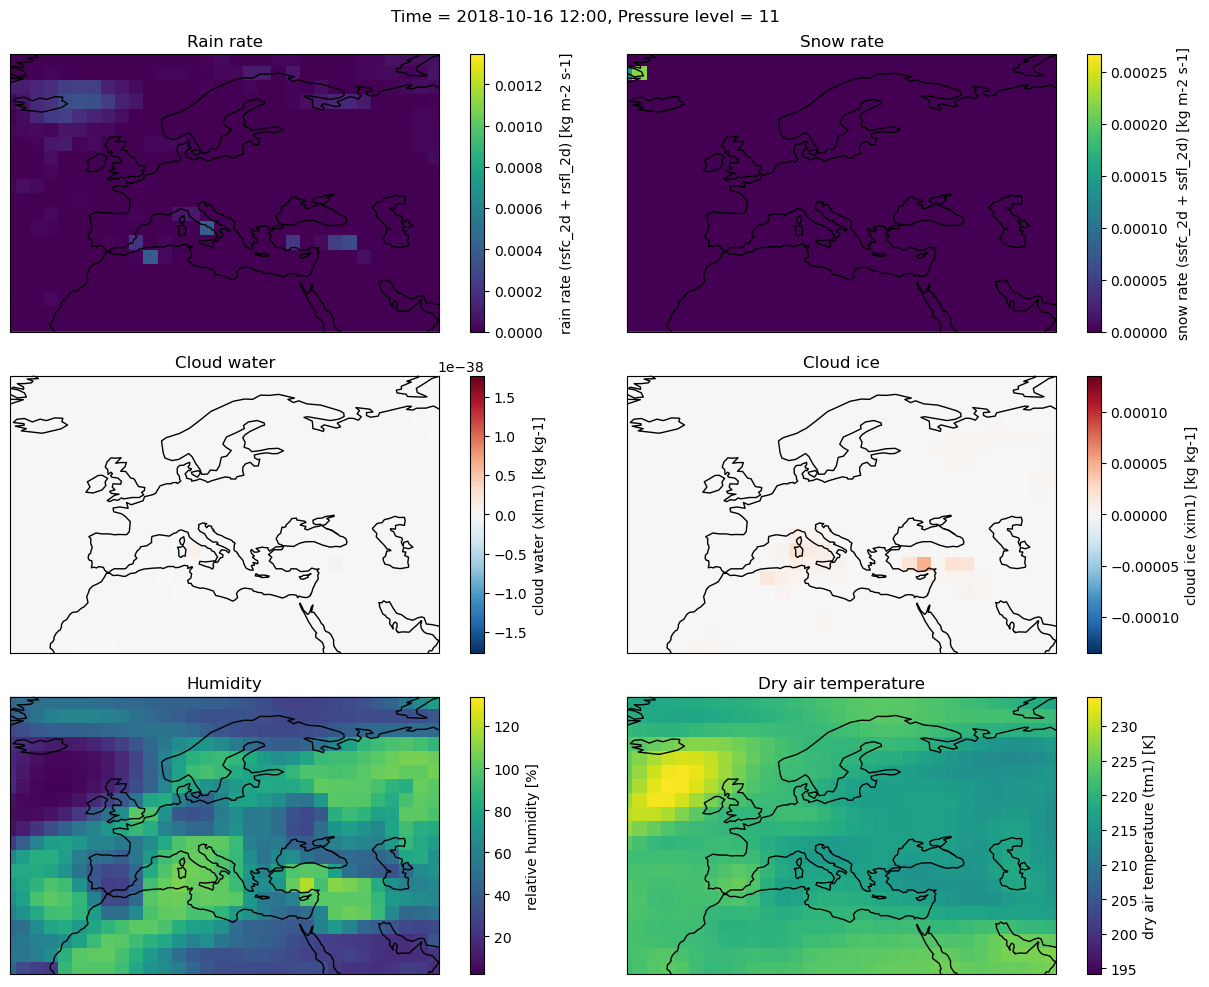 Time = 2018-10-16 12:00, Pressure level = 11
Rain rate
0.0012
0.0010
0.0008
0.0006
0.0004
0.0002
0.0000
rain rate (rsfc_2d + rsfl_2d) [kg m-2 s-1]
Snow rate
0.00025
0.00020
0.00015
0.00010
0.00005
0.00000
snow rate (ssfc_2d + ssfl_2d) [kg m-2 s-1]
Cloud water
1e−38
1.5
1.0
0.5
0.0
−0.5
−1.0
−1.5
cloud water (xlm1) [kg kg-1]
Cloud ice
0.00010
0.00005
0.00000
−0.00005
−0.00010
cloud ice (xim1) [kg kg-1]
Humidity
120
100
80
60
40
20
relative humidity [%]
Dry air temperature
230
225
220
215
210
205
200
195
dry air temperature (tm1) [K]